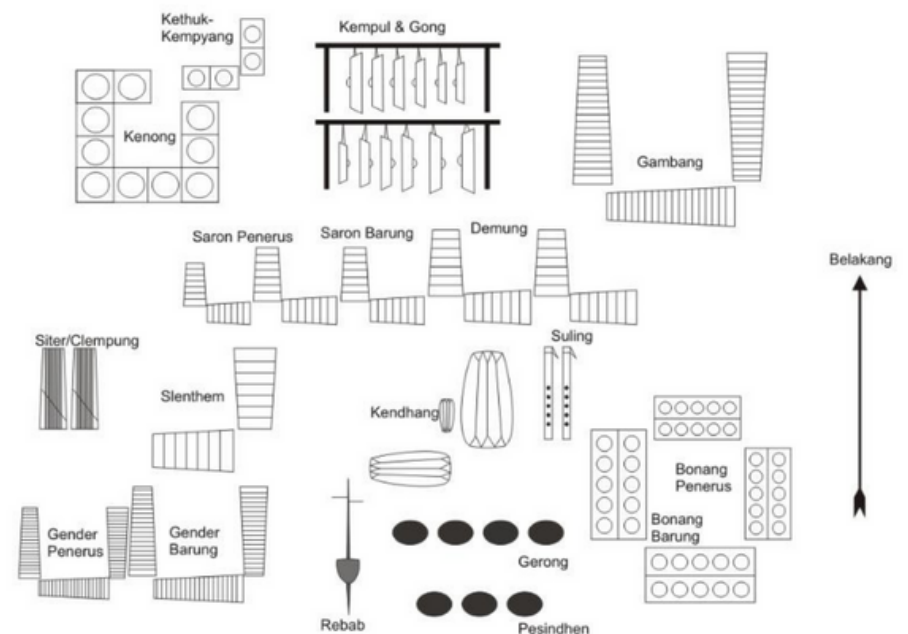 Kethuk-
Kempyang
Kempul & Gong
Kenong
Gambang
Saron Penerus
Saron Barung
Demung
Belakang
Siter/Clempung
Suling
Slenthem
Kendhang
Bonang
Penerus
Bonang
Barung
Gender
Penerus
Gender
Barung
Gerong
Rebab
Pesindhen